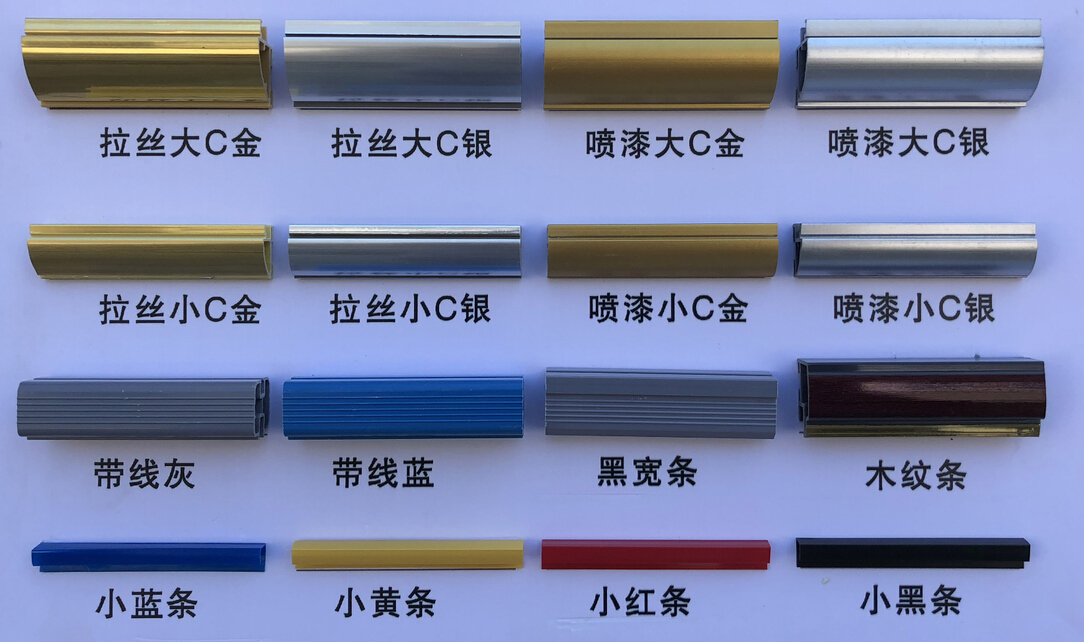 拉丝大C金
拉丝大C银
喷漆大C金
喷漆大C银
拉丝小C金
拉丝小C银
喷漆小C金
喷漆小C银
带线灰
带线蓝
黑宽条
木纹条
小蓝条
小黄条
小红条
小黑条